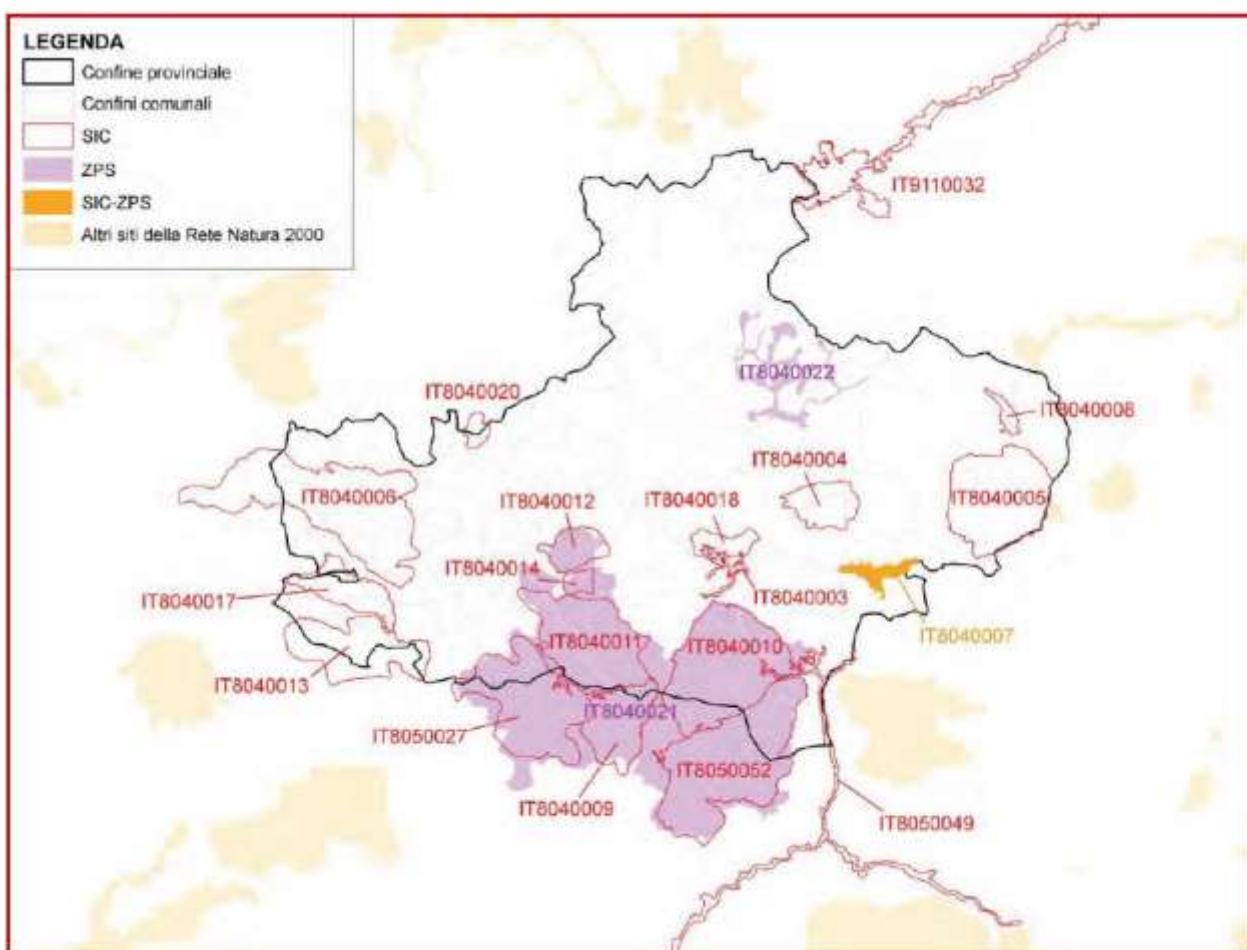 LEGENDA
Confine provinciale
Confini comunali
SIC
ZPS
SIC-ZPS
Altri siti della Rete Natura 2000
IT9110032
IT8040022
IT8040020
IT8040008
IT8040004
IT8040006
IT8040012
IT8040018
IT8040005
IT8040014
IT8040017
IT8040003
IT8040007
IT8040011
IT8040010
IT8040013
IT8040021
IT8050027
IT8050052
IT8040009
IT8050049